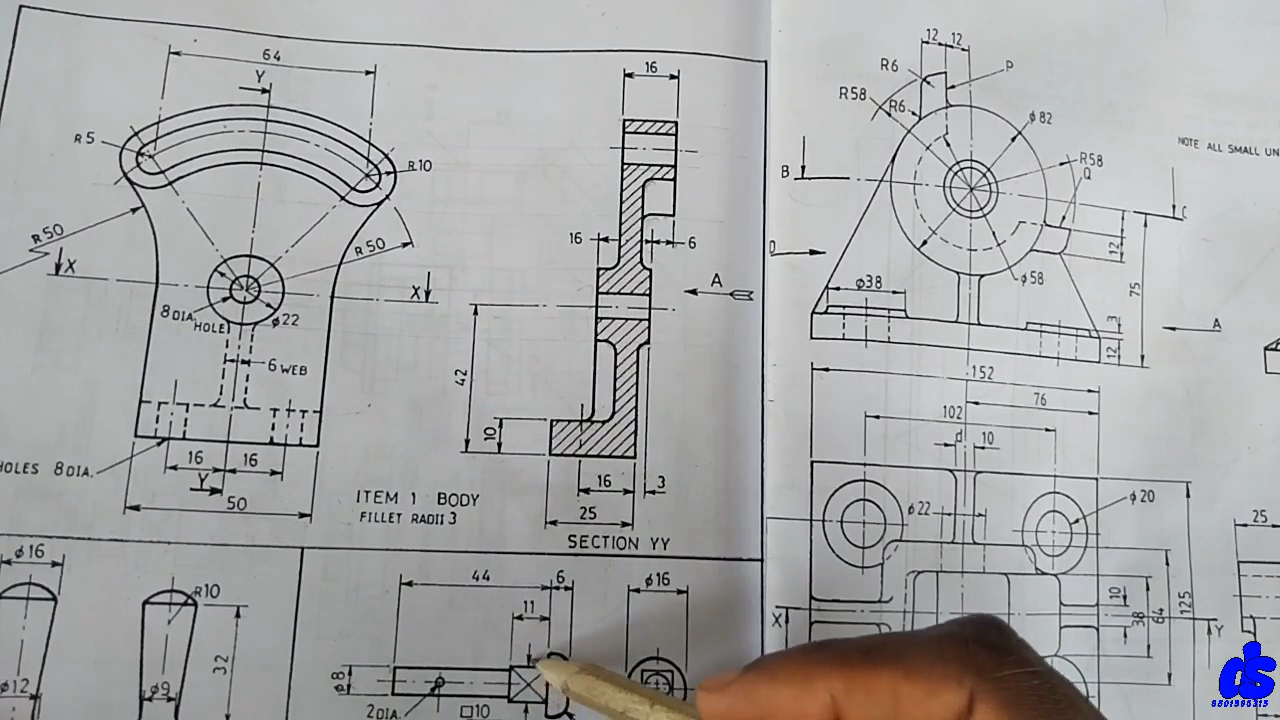 64
Y
R5
R10
R50
R50
X
X
8 DIA.
HOLE
φ22
6 WEB
HOLES 8 DIA.
16
16
Y
50
ITEM 1 BODY
FILLET RADII 3
16
16
6
A
42
10
16
3
25
SECTION YY
φ16
R10
32
φ12
φ9
44
6
11
φ16
φ8
2 DIA.
□10
12
12
R6
P
R58
R6
φ82
NOTE ALL SMALL UN
B
R58
Q
C
D
12
φ38
φ58
75
3
12
A
152
76
102
d
10
φ22
φ20
25
10
38
64
125
X
Y
ds
8501593315